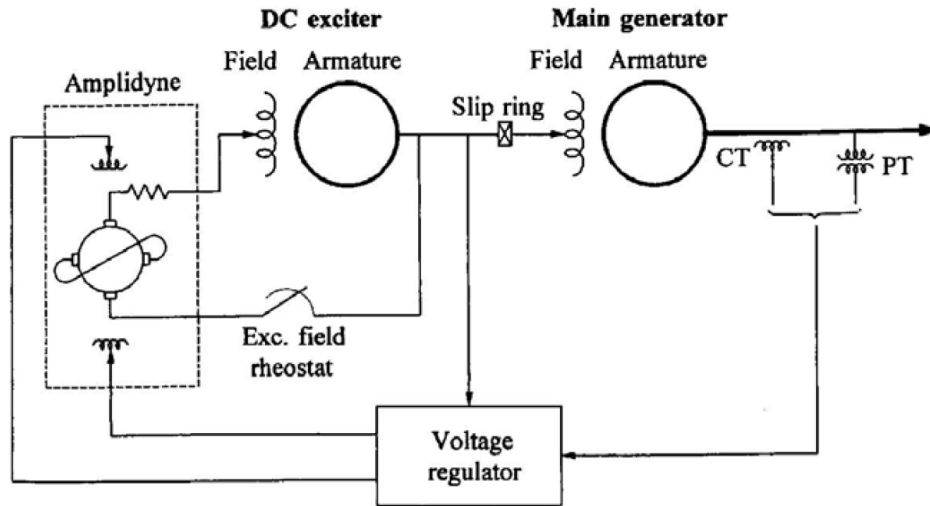 DC exciter
Main generator
Field
Armature
Field
Armature
Amplidyne
Slip ring
CT
PT
Exc. field
rheostat
Voltage
regulator